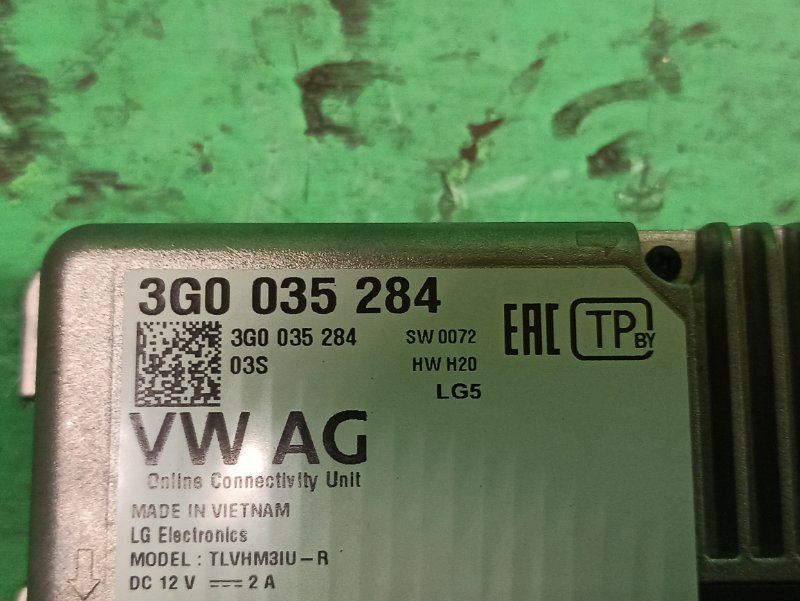 3G0 035 284
3G0 035 284 SW 0072
03S HW H20
LG5
EAC TP BY
VW AG
Online Connectivity Unit
MADE IN VIETNAM
LG Electronics
MODEL : TLVHM3IU-R
DC 12 V ⎓ 2 A